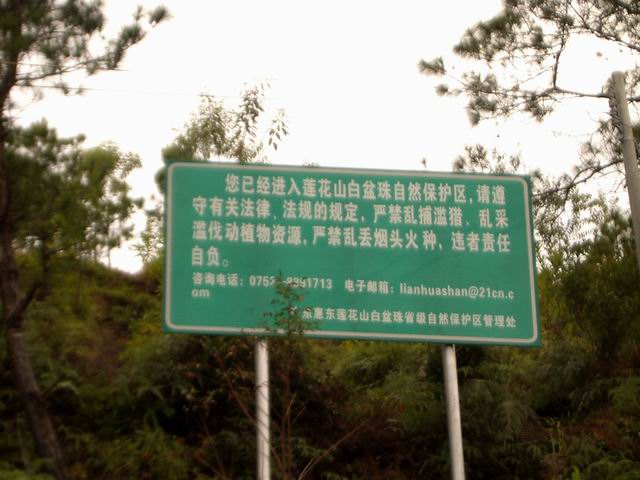 您已经进入莲花山白盆珠自然保护区，请遵
守有关法律、法规的规定，严禁乱捕滥猎、乱采
滥伐动植物资源，严禁乱丢烟头火种，违者责任
自负。
咨询电话：0752 8391713 电子邮箱：lianhuashan@21cn.c
om
东惠东莲花山白盆珠省级自然保护区管理处